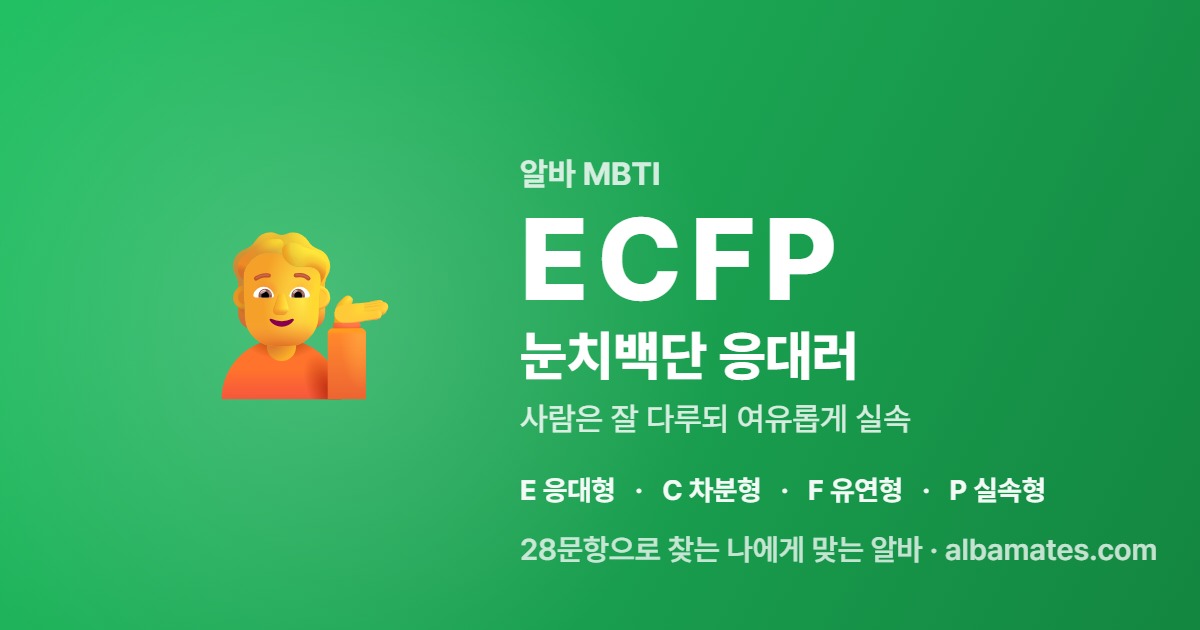 알바 MBTI
ECFP
눈치백단 응대러
사람은 잘 다루되 여유롭게 실속
E 응대형 · C 차분형 · F 유연형 · P 실속형
28문항으로 찾는 나에게 맞는 알바 · albamates.com